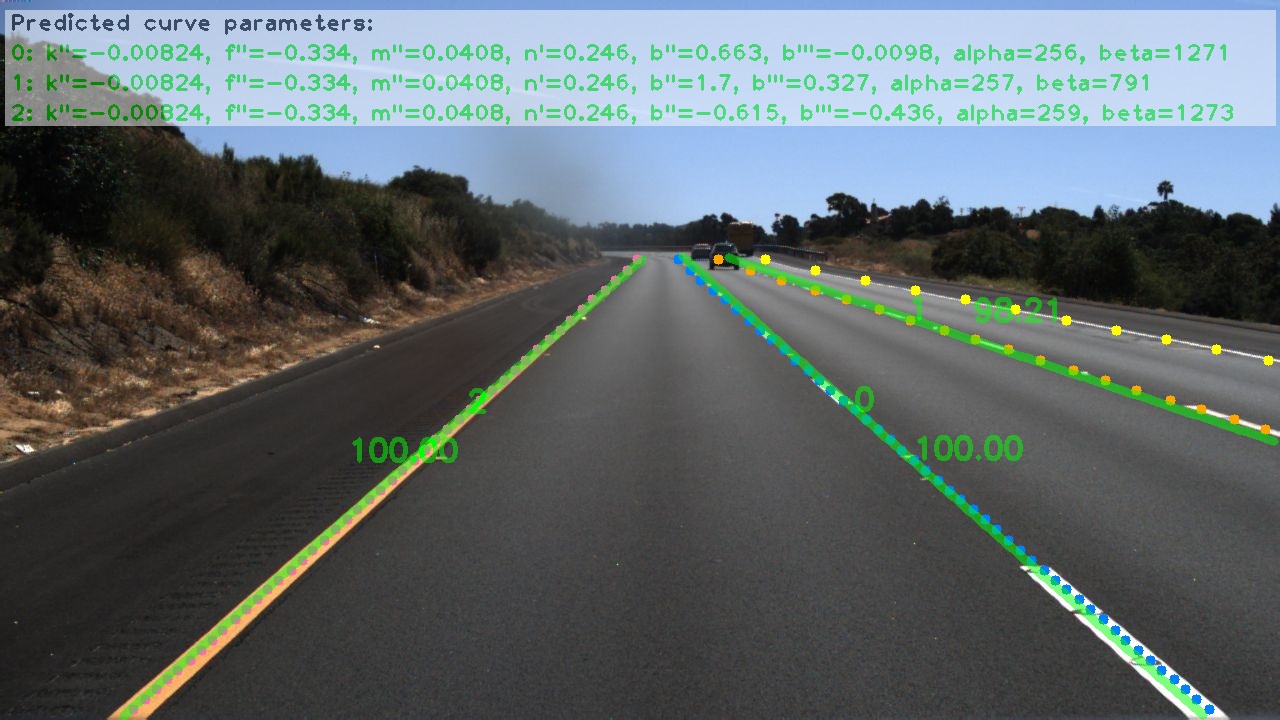 Predicted curve parameters:
0: k''=-0.00824, f''=-0.334, m''=0.0408, n'=0.246, b''=0.663, b'''=-0.0098, alpha=256, beta=1271
1: k''=-0.00824, f''=-0.334, m''=0.0408, n'=0.246, b''=1.7, b'''=0.327, alpha=257, beta=791
2: k''=-0.00824, f''=-0.334, m''=0.0408, n'=0.246, b''=-0.615, b'''=-0.436, alpha=259, beta=1273
1 98.21
2 0
100.00 100.00